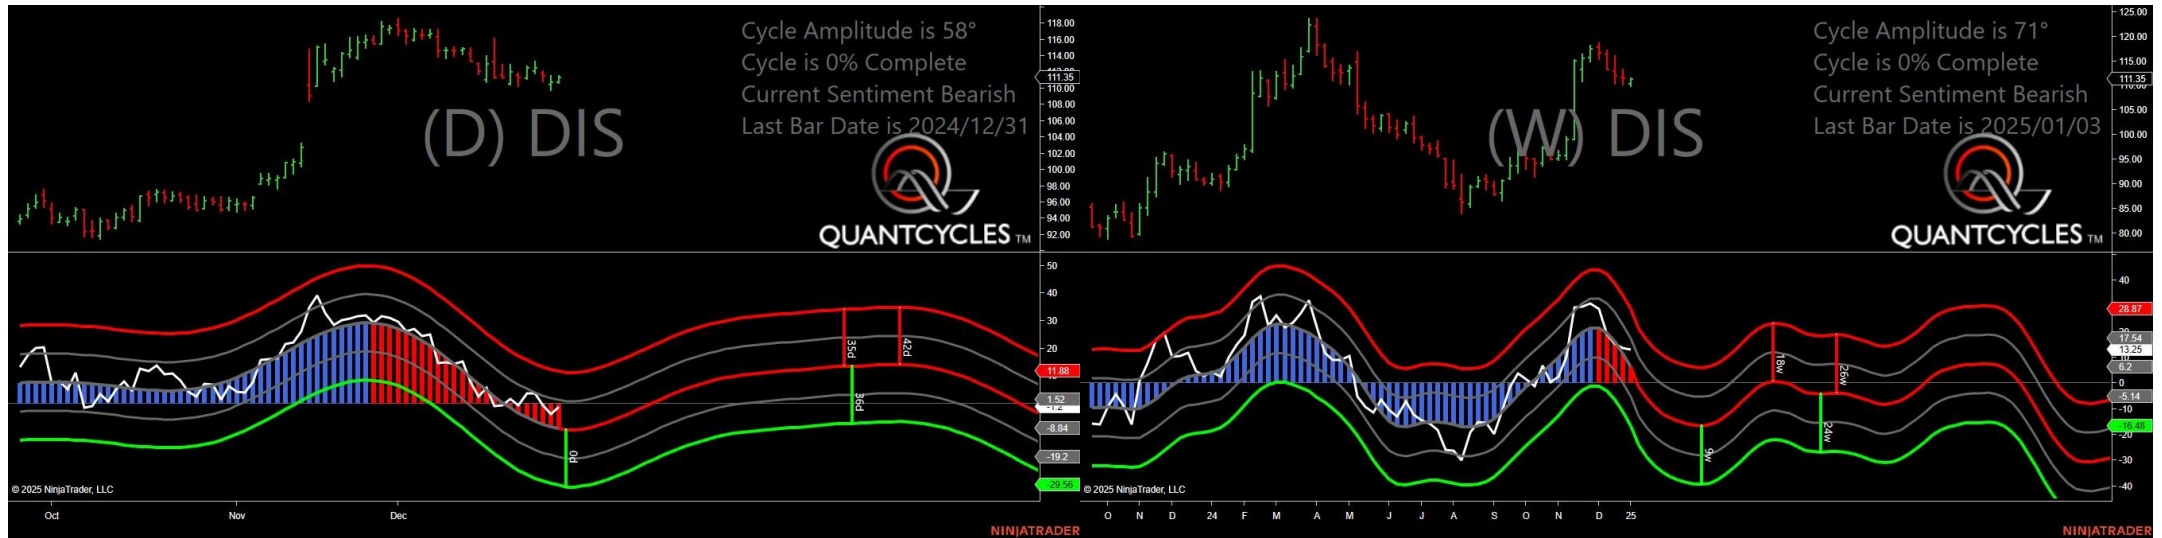 Cycle Amplitude is 58°
Cycle is 0% Complete
Current Sentiment Bearish
Last Bar Date is 2024/12/31
(D) DIS
QUANTCYCLES TM
118.00
116.00
114.00
111.35
110.00
108.00
106.00
104.00
102.00
100.00
98.00
96.00
94.00
92.00
50
40
30
20
11.88
1.52
-1.2
-8.84
-19.2
-29.56
35d
42d
36d
0d
© 2025 NinjaTrader, LLC
Oct
Nov
Dec
NINJATRADER
Cycle Amplitude is 71°
Cycle is 0% Complete
Current Sentiment Bearish
Last Bar Date is 2025/01/03
(W) DIS
QUANTCYCLES TM
125.00
120.00
115.00
111.35
105.00
100.00
95.00
90.00
85.00
80.00
40
28.87
17.54
13.25
6.2
0
-5.14
-10
-16.48
-20
-30
-40
18w
26w
24w
9w
© 2025 NinjaTrader, LLC
O N D 24 F M A M J J A S O N D 25
NINJATRADER